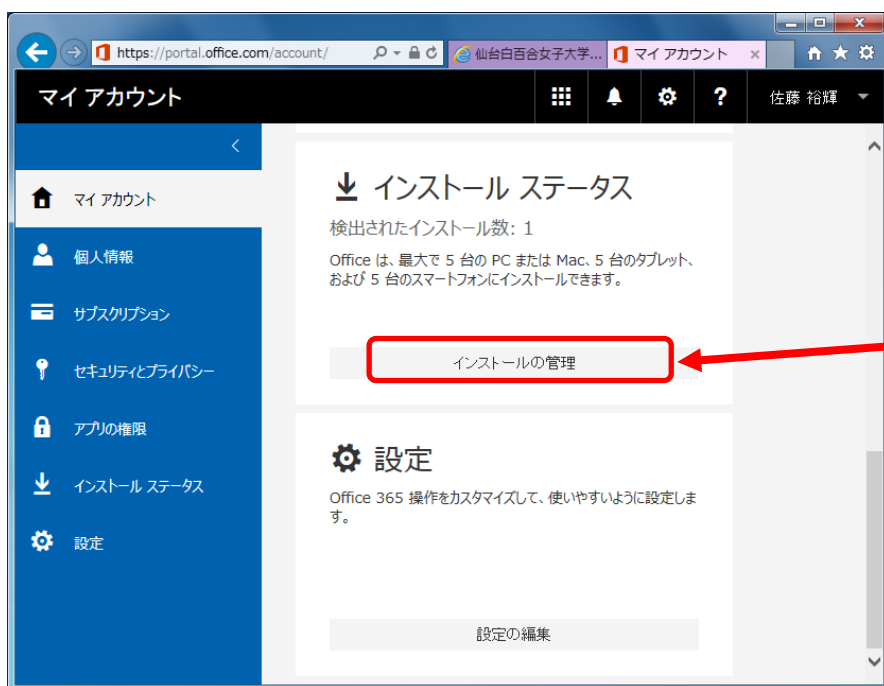 https://portal.office.com/account/
仙台白百合女子大学...
マイ アカウント
マイ アカウント
?
佐藤 裕輝
マイ アカウント
個人情報
サブスクリプション
セキュリティとプライバシー
アプリの権限
インストール ステータス
設定
インストール ステータス
検出されたインストール数: 1
Office は、最大で 5 台の PC または Mac、5 台のタブレット、
および 5 台のスマートフォンにインストールできます。
インストールの管理
設定
Office 365 操作をカスタマイズして、使いやすいように設定しま
す。
設定の編集